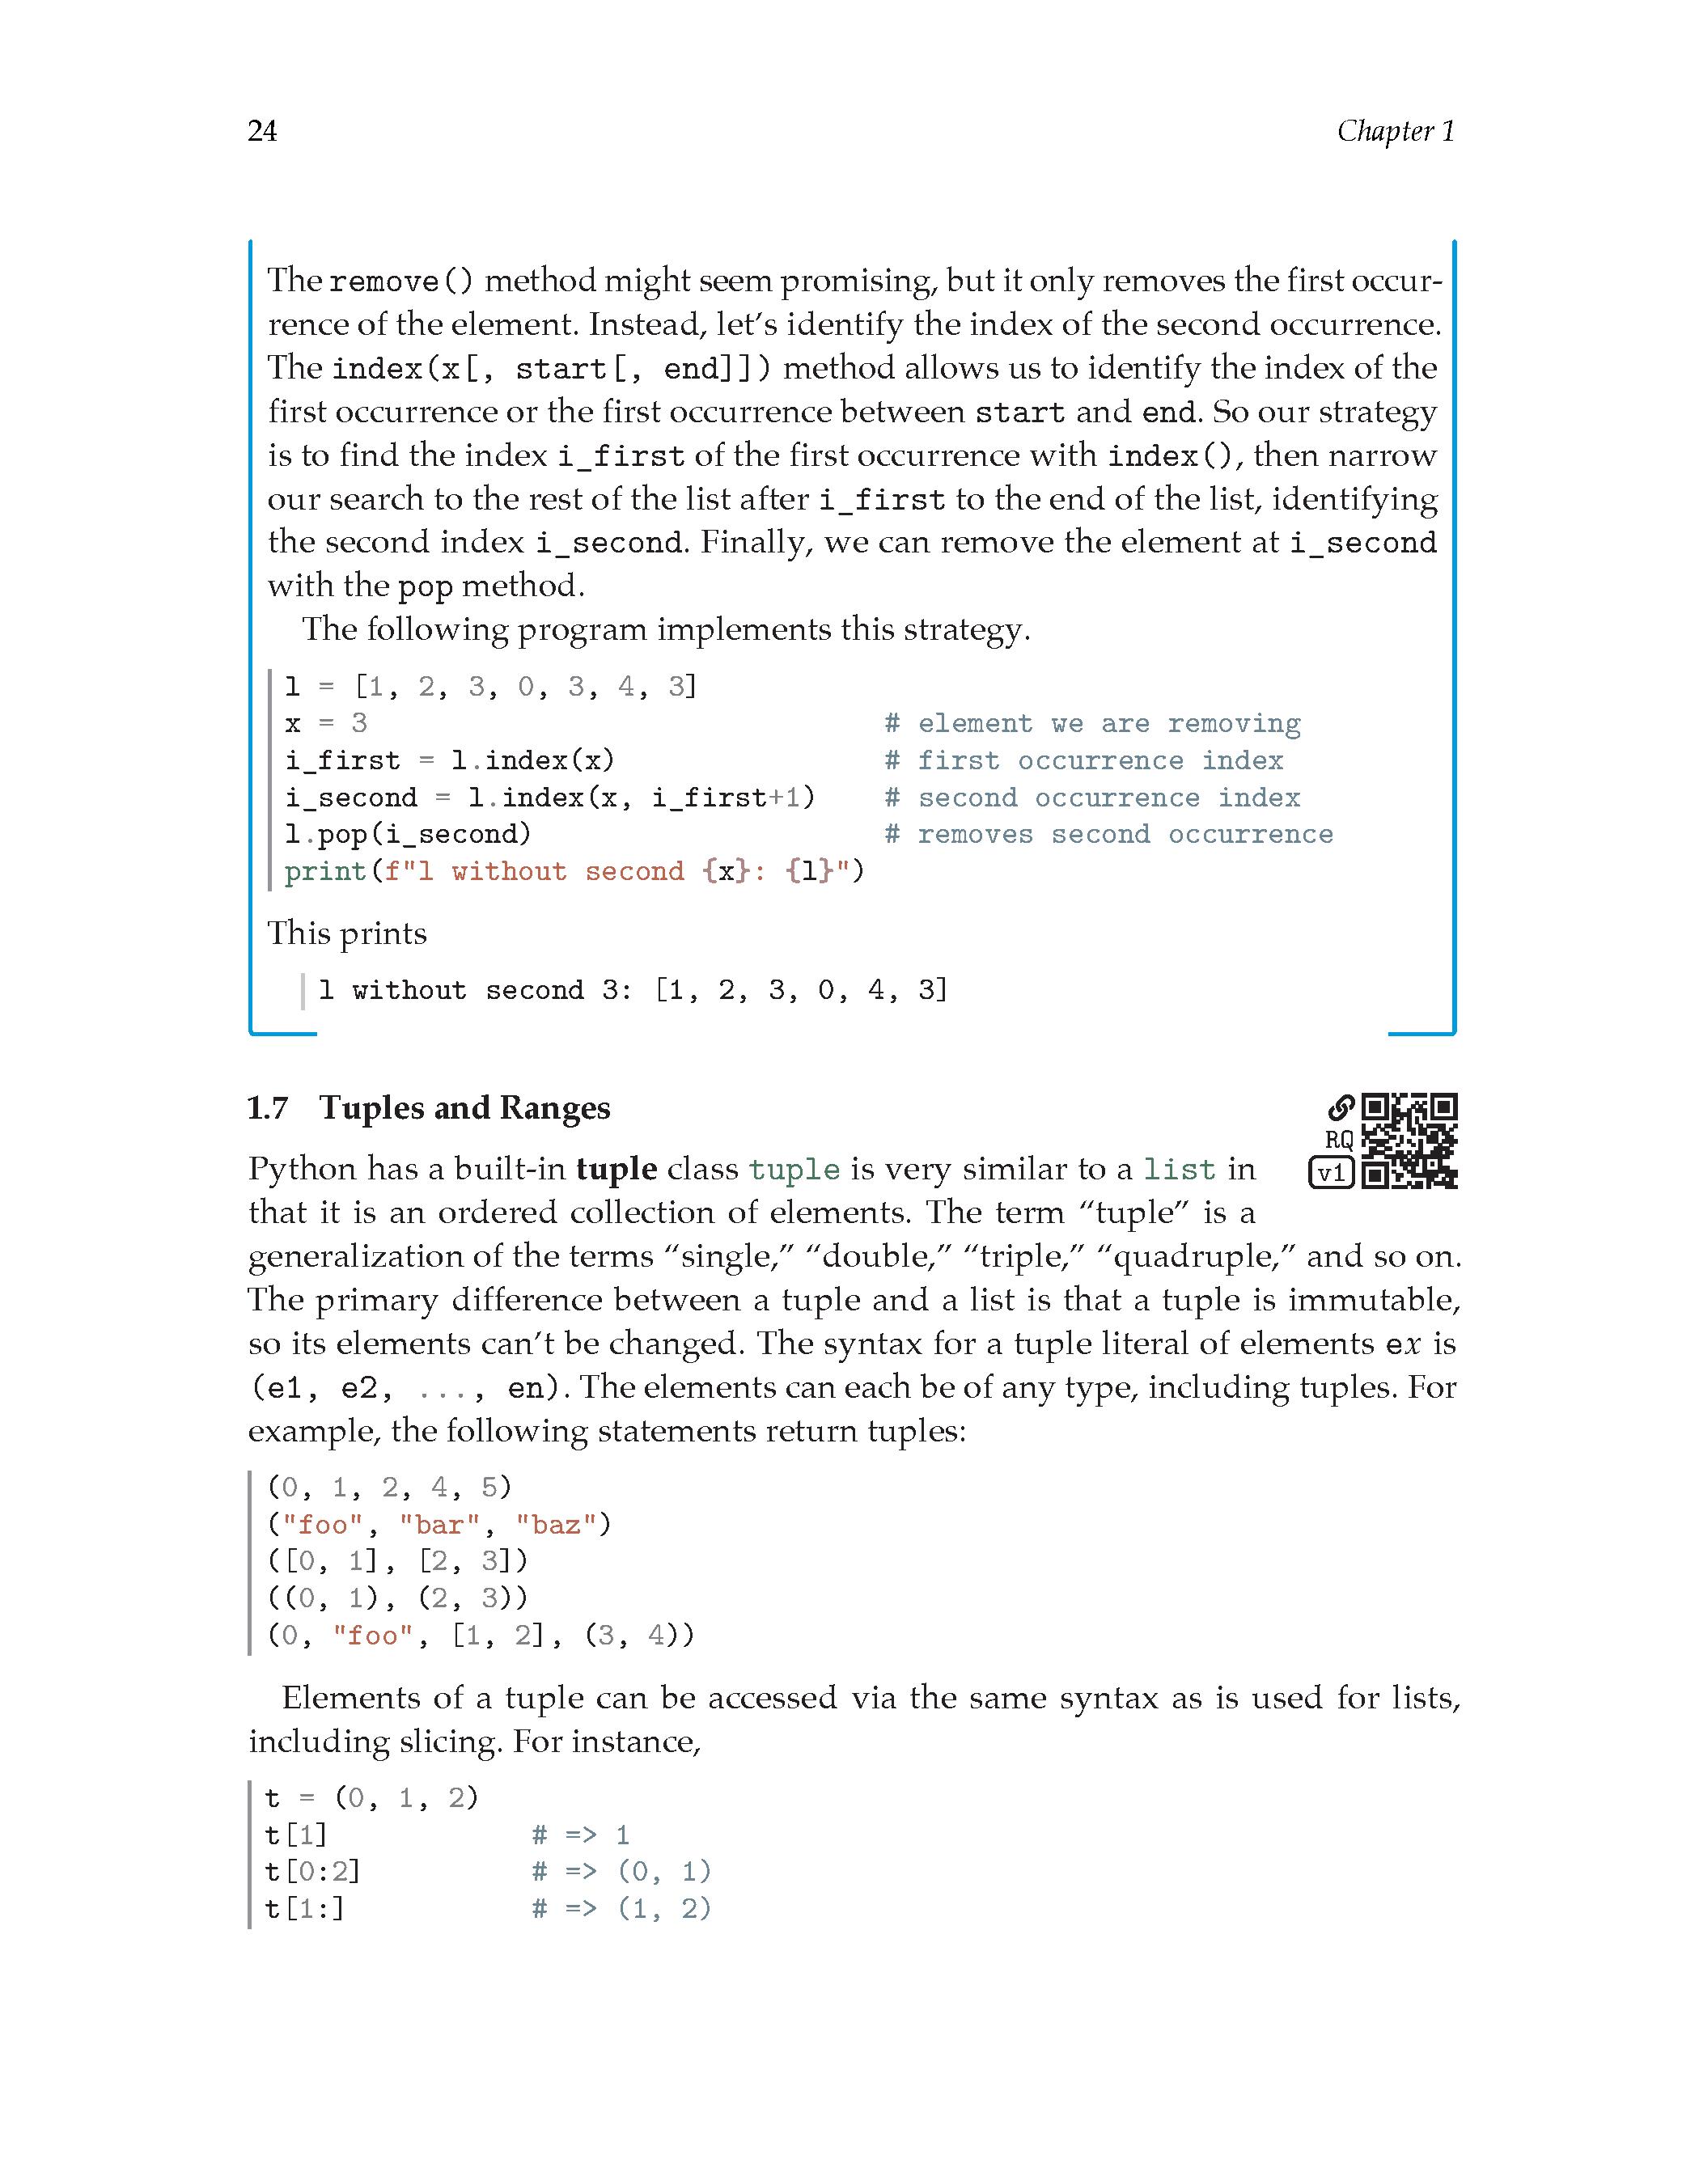 24 Chapter 1
The remove() method might seem promising, but it only removes the first occur-
rence of the element. Instead, let's identify the index of the second occurrence.
The index(x[, start[, end]]) method allows us to identify the index of the
first occurrence or the first occurrence between start and end. So our strategy
is to find the index i_first of the first occurrence with index(), then narrow
our search to the rest of the list after i_first to the end of the list, identifying
the second index i_second. Finally, we can remove the element at i_second
with the pop method.
The following program implements this strategy.
l = [1, 2, 3, 0, 3, 4, 3]
x = 3 # element we are removing
i_first = l.index(x) # first occurrence index
i_second = l.index(x, i_first+1) # second occurrence index
l.pop(i_second) # removes second occurrence
print(f"l without second {x}: {l}")
This prints
l without second 3: [1, 2, 3, 0, 4, 3]
1.7 Tuples and Ranges
RQ
v1
Python has a built-in tuple class tuple is very similar to a list in
that it is an ordered collection of elements. The term “tuple” is a
generalization of the terms “single,” “double,” “triple,” “quadruple,” and so on.
The primary difference between a tuple and a list is that a tuple is immutable,
so its elements can't be changed. The syntax for a tuple literal of elements ex is
(e1, e2, ..., en). The elements can each be of any type, including tuples. For
example, the following statements return tuples:
(0, 1, 2, 4, 5)
("foo", "bar", "baz")
([0, 1], [2, 3])
((0, 1), (2, 3))
(0, "foo", [1, 2], (3, 4))
Elements of a tuple can be accessed via the same syntax as is used for lists,
including slicing. For instance,
t = (0, 1, 2)
t[1] # => 1
t[0:2] # => (0, 1)
t[1:] # => (1, 2)